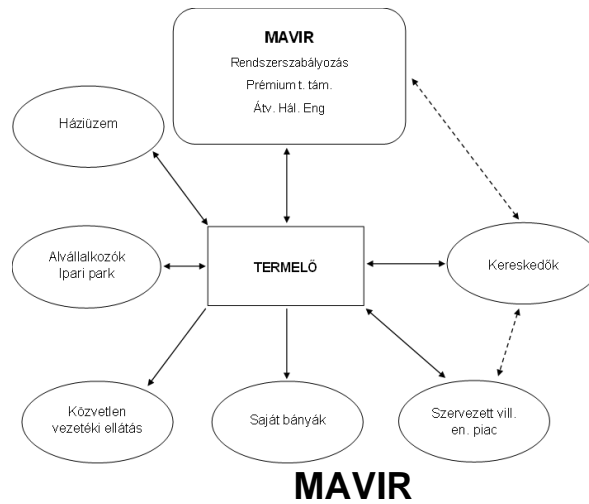 MAVIR
Rendszerszabályozás
Prémium t. tám.
Átv. Hál. Eng
Háziüzem
Alvállalkozók
Ipari park
TERMELŐ
Kereskedők
Közvetlen
vezetéki ellátás
Saját bányák
Szervezett vill.
en. piac
MAVIR